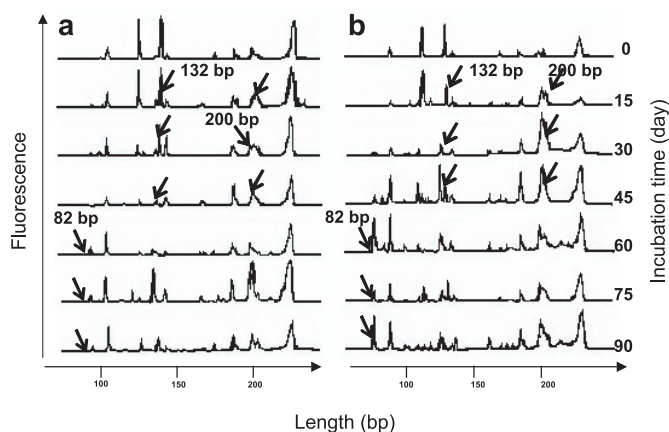 a
b
0
132 bp
132 bp
200 bp
15
200 bp
30
45
82 bp
82 bp
60
75
90
Fluorescence
Incubation time (day)
100
150
200
100
150
200
Length (bp)